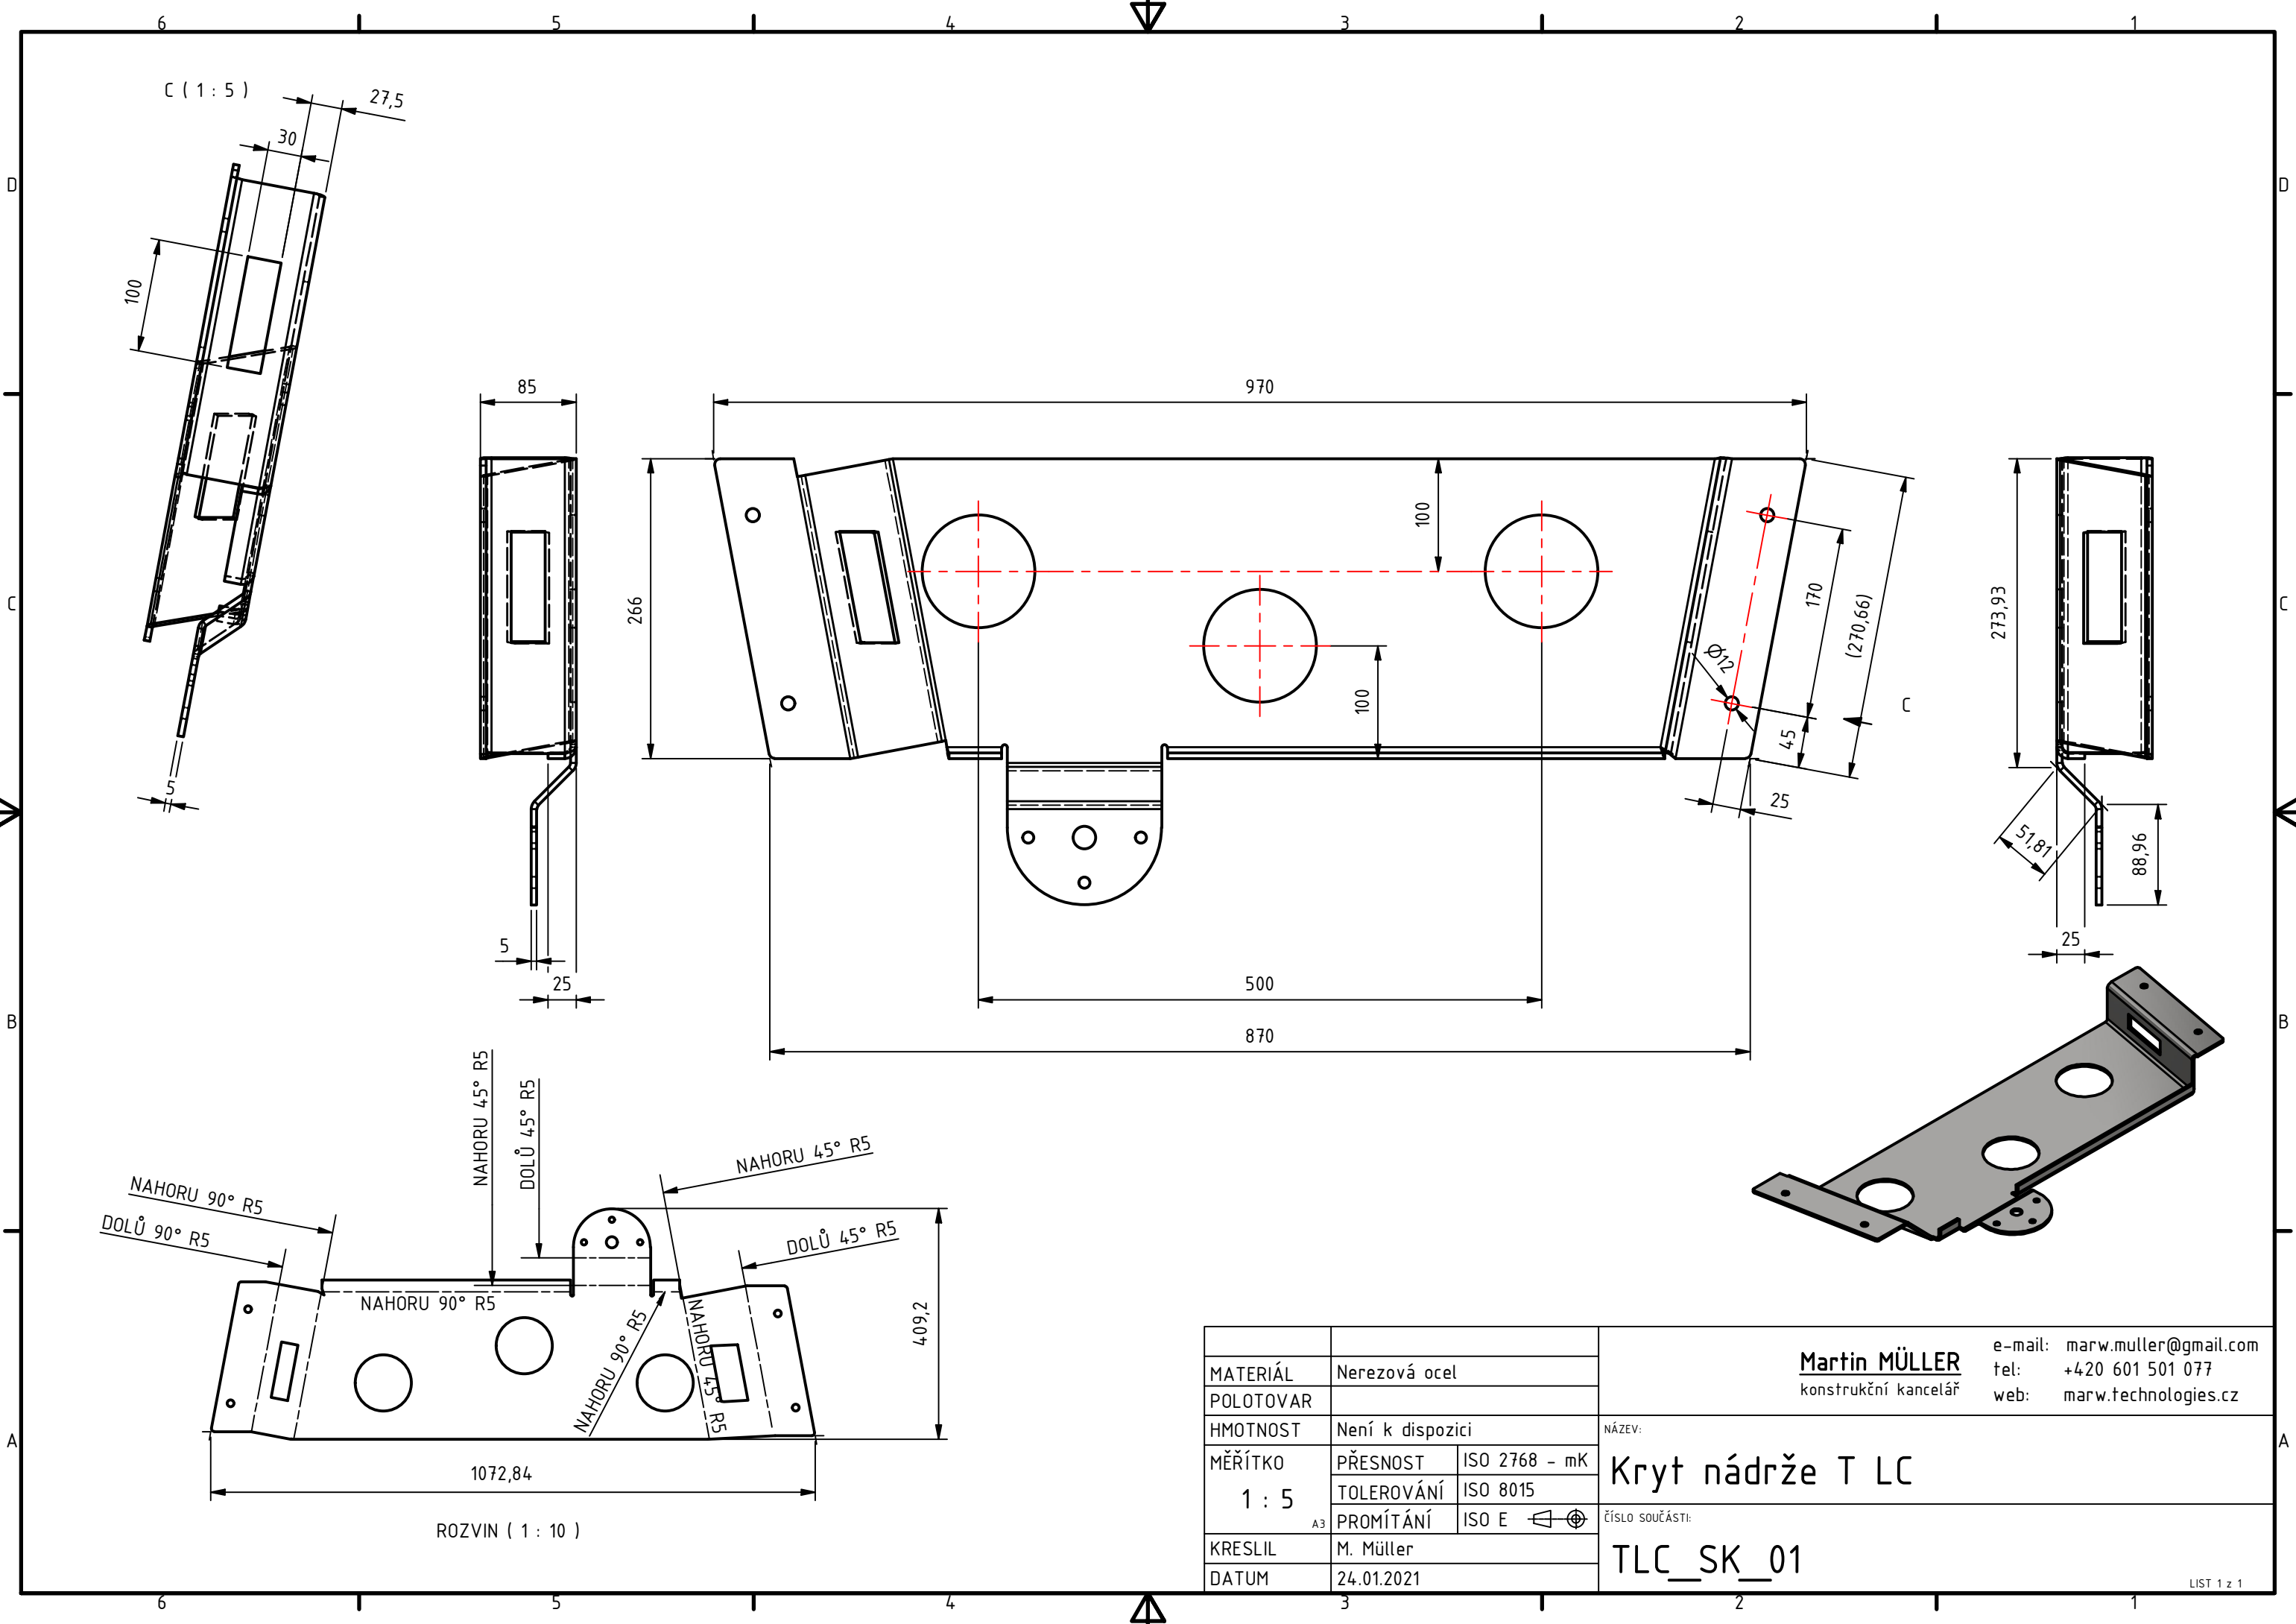 6 5 4 3 2 1
D
C
B
A
D
C
B
A
6 5 4 3 2 1
C ( 1 : 5 )
27,5
30
100
5
85
5
25
970
266
100
100
170
(270,66)
Ø12
45
25
C
500
870
273,93
51,81
88,96
25
NAHORU 45° R5
DOLŮ 45° R5
NAHORU 45° R5
DOLŮ 45° R5
NAHORU 90° R5
DOLŮ 90° R5
NAHORU 90° R5
NAHORU 90° R5
NAHORU 45° R5
409,2
1072,84
ROZVIN ( 1 : 10 )
MATERIÁL Nerezová ocel
POLOTOVAR
HMOTNOST Není k dispozici
MĚŘÍTKO
1 : 5
A3
PŘESNOST ISO 2768 - mK
TOLEROVÁNÍ ISO 8015
PROMÍTÁNÍ ISO E
KRESLIL M. Müller
DATUM 24.01.2021
Martin MÜLLER
konstrukční kancelář
e-mail: marw.muller@gmail.com
tel: +420 601 501 077
web: marw.technologies.cz
NÁZEV:
Kryt nádrže T LC
ČÍSLO SOUČÁSTI:
TLC_SK_01
LIST 1 z 1